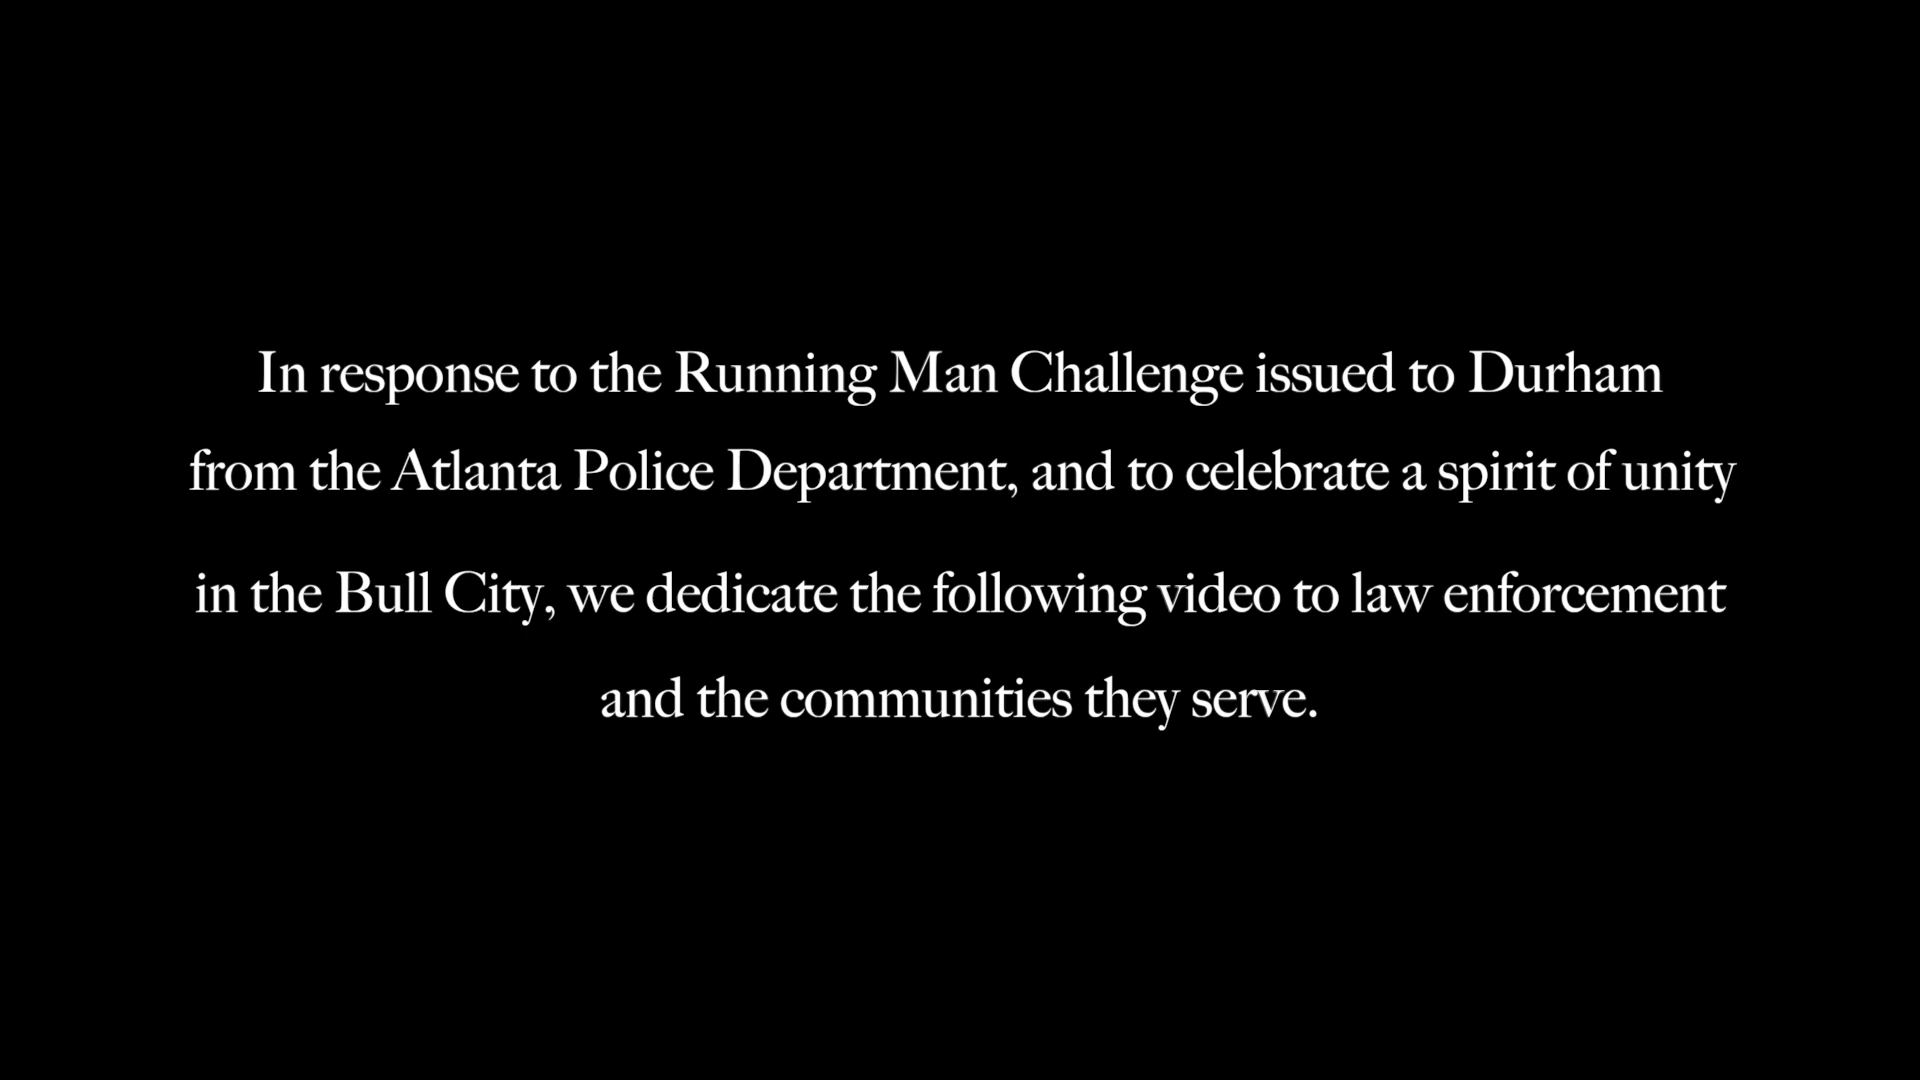 In response to the Running Man Challenge issued to Durham
from the Atlanta Police Department, and to celebrate a spirit of unity
in the Bull City, we dedicate the following video to law enforcement
and the communities they serve.